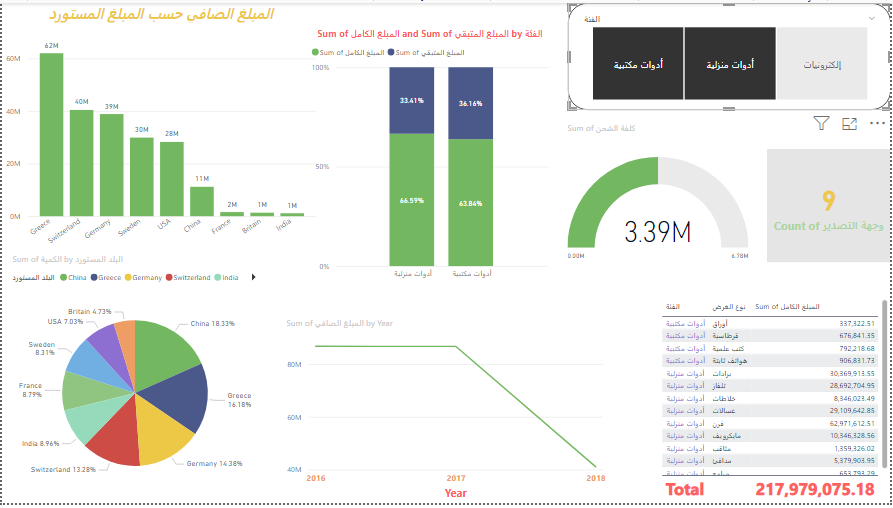 المبلغ الصافي حسب المبلغ المستورد
60M
40M
20M
0M
62M
40M
39M
30M
28M
11M
2M
1M
1M
Greece
Switzerland
Germany
Sweden
USA
China
France
Britain
India
Sum of المبلغ المتبقي and Sum of المبلغ الكامل by الفئة
Sum of المبلغ الكامل Sum of المبلغ المتبقي
100%
50%
0%
33.41%
66.59%
36.16%
63.84%
أدوات منزلية
أدوات مكتبية
الفئة
أدوات مكتبية
أدوات منزلية
إلكترونيات
Sum of كلفة الشحن
3.39M
0.00M
6.78M
9
Count of وجهة التصدير
Sum of الكمية by البلد المستورد
البلد المستورد China Greece Germany Switzerland India
China 18.33%
Greece
16.18%
Germany 14.38%
Switzerland 13.28%
India 8.96%
France
8.79%
Sweden
8.31%
USA 7.03%
Britain 4.73%
Sum of المبلغ الصافي by Year
80M
60M
40M
2016
2017
2018
Year
الفئة نوع الغرض Sum of المبلغ الكامل
أدوات مكتبية أوراق 337,322.51
أدوات مكتبية قرطاسية 676,841.35
أدوات مكتبية كتب علمية 792,218.68
أدوات مكتبية هواتف ثابتة 906,831.73
أدوات منزلية برادات 30,369,913.55
أدوات منزلية تلفاز 28,692,704.95
أدوات منزلية خلاطات 8,346,023.49
أدوات منزلية غسالات 29,109,642.85
أدوات منزلية فرن 62,971,612.51
أدوات منزلية مايكرويف 10,346,328.56
أدوات منزلية مثاقب 1,359,326.02
أدوات منزلية مدافئ 5,379,903.95
أدوات منزلية 653,793.29
Total 217,979,075.18